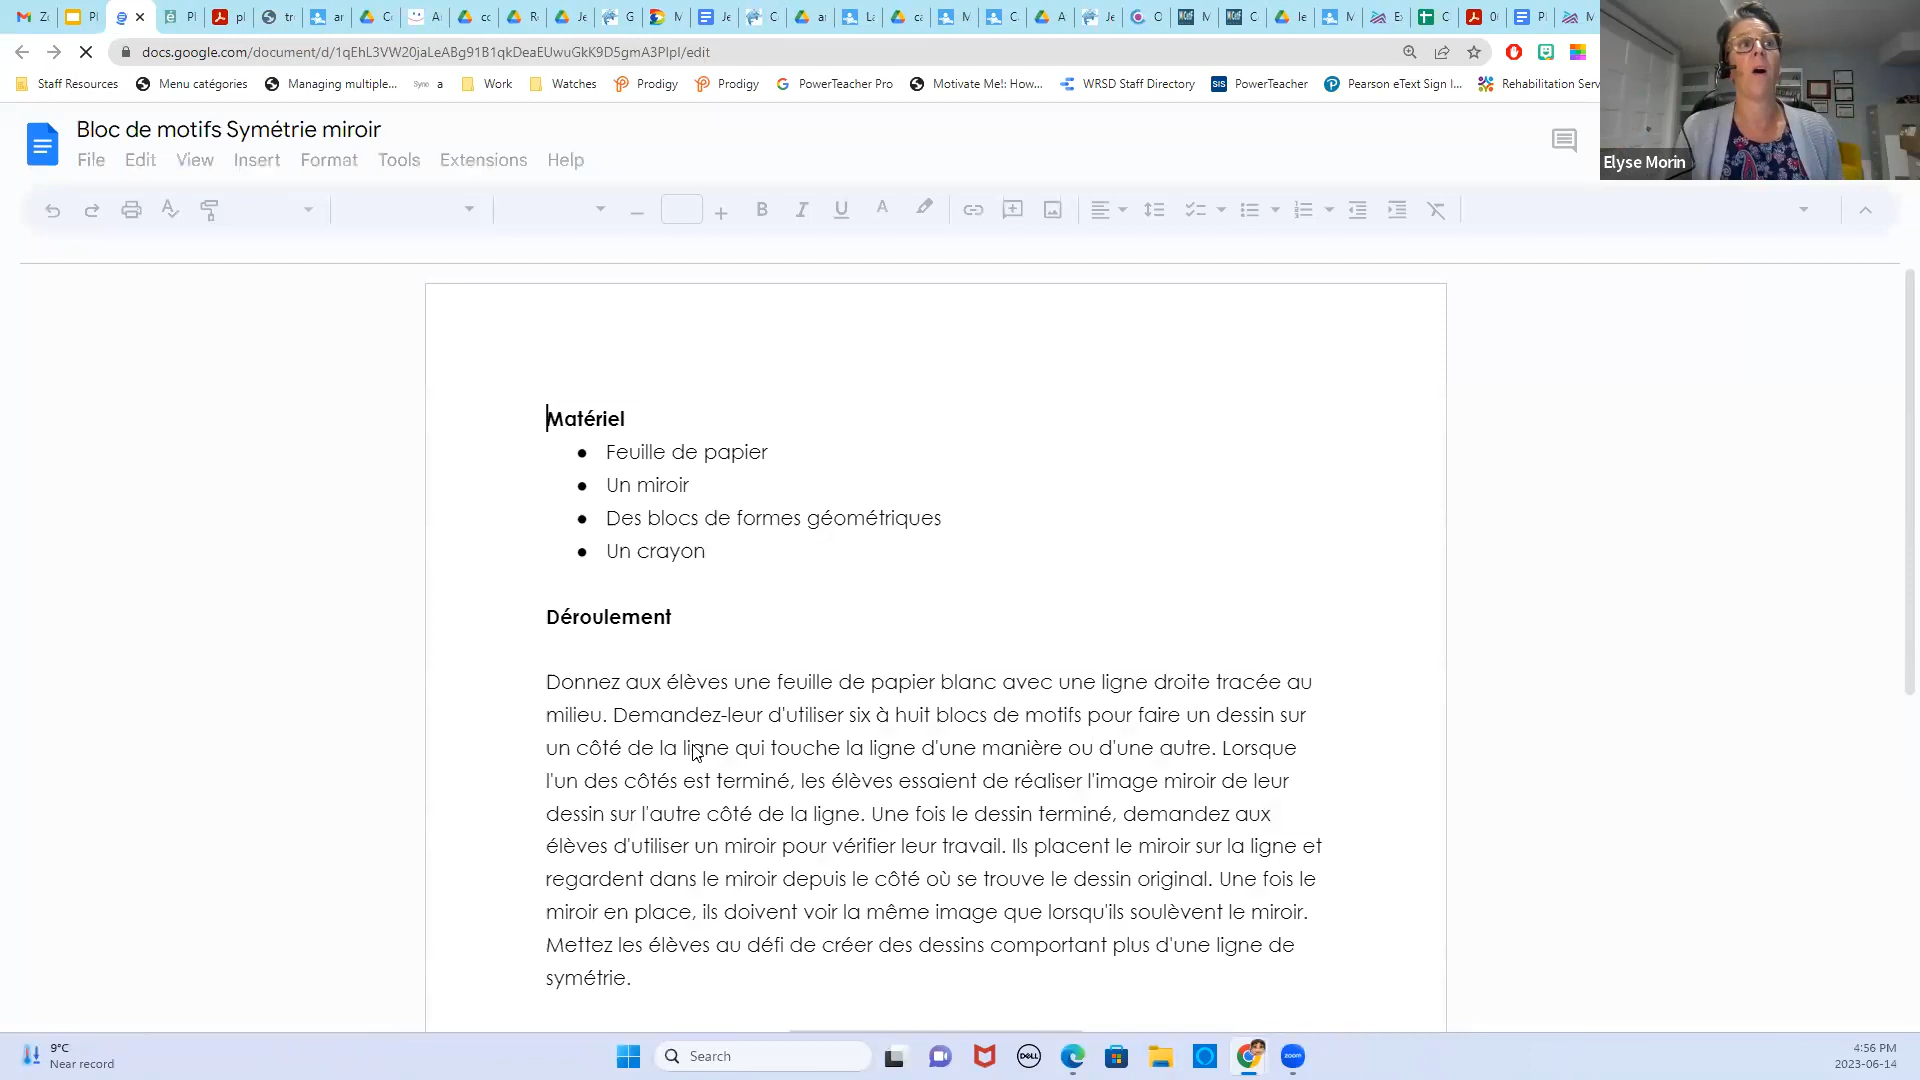 docs.google.com/document/d/1qEhL3VW20jaLeABg91B1qkDeaEUwuGkK9D5gmA3PlpI/edit
Staff Resources Menu catégories Managing multiple... a Work Watches Prodigy Prodigy PowerTeacher Pro Motivate Me!: How... WRSD Staff Directory PowerTeacher Pearson eText Sign I... Rehabilitation Serv
Elyse Morin
Bloc de motifs Symétrie miroir
File Edit View Insert Format Tools Extensions Help
Matériel
● Feuille de papier
● Un miroir
● Des blocs de formes géométriques
● Un crayon
Déroulement
Donnez aux élèves une feuille de papier blanc avec une ligne droite tracée au
milieu. Demandez-leur d'utiliser six à huit blocs de motifs pour faire un dessin sur
un côté de la ligne qui touche la ligne d'une manière ou d'une autre. Lorsque
l'un des côtés est terminé, les élèves essaient de réaliser l'image miroir de leur
dessin sur l'autre côté de la ligne. Une fois le dessin terminé, demandez aux
élèves d'utiliser un miroir pour vérifier leur travail. Ils placent le miroir sur la ligne et
regardent dans le miroir depuis le côté où se trouve le dessin original. Une fois le
miroir en place, ils doivent voir la même image que lorsqu'ils soulèvent le miroir.
Mettez les élèves au défi de créer des dessins comportant plus d'une ligne de
symétrie.
9°C
Near record
Search
DELL
zoom
4:56 PM
2023-06-14